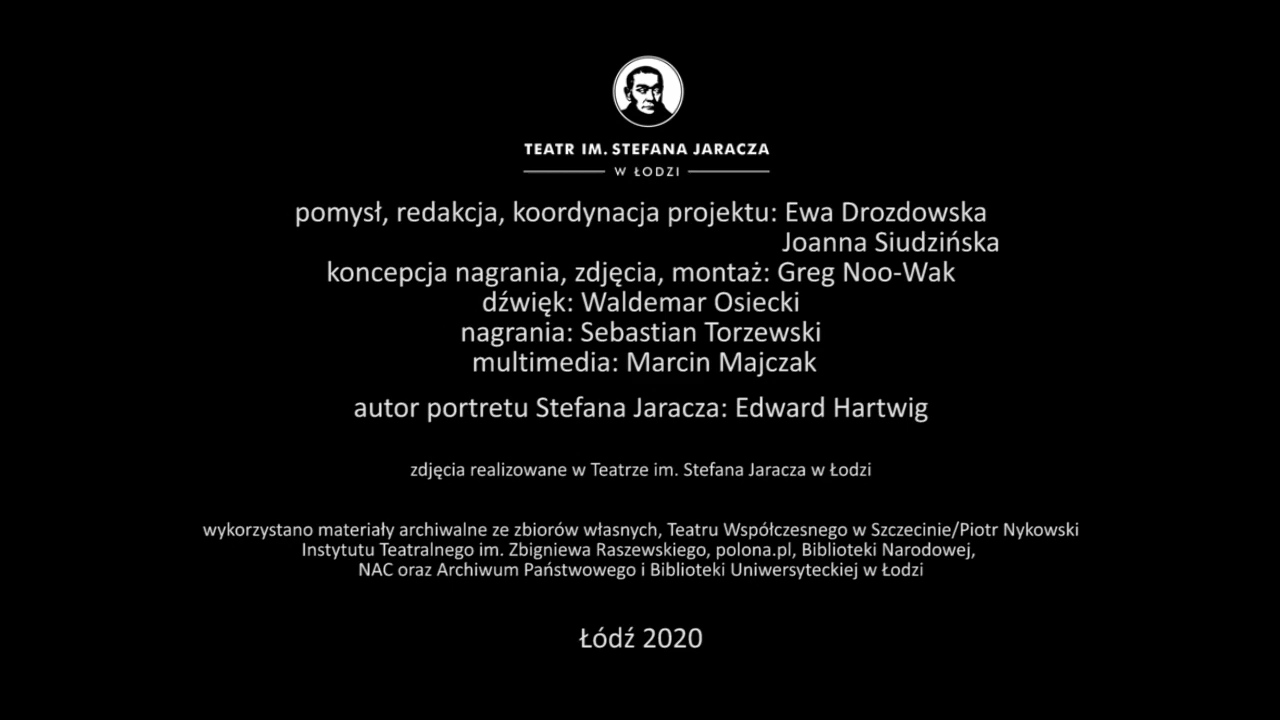 TEATR IM. STEFANA JARACZA
W ŁODZI
pomysł, redakcja, koordynacja projektu: Ewa Drozdowska
Joanna Siudzińska
koncepcja nagrania, zdjęcia, montaż: Greg Noo-Wak
dźwięk: Waldemar Osiecki
nagrania: Sebastian Torzewski
multimedia: Marcin Majczak
autor portretu Stefana Jaracza: Edward Hartwig
zdjęcia realizowane w Teatrze im. Stefana Jaracza w Łodzi
wykorzystano materiały archiwalne ze zbiorów własnych, Teatru Współczesnego w Szczecinie/Piotr Nykowski
Instytutu Teatralnego im. Zbigniewa Raszewskiego, polona.pl, Biblioteki Narodowej,
NAC oraz Archiwum Państwowego i Biblioteki Uniwersyteckiej w Łodzi
Łódź 2020